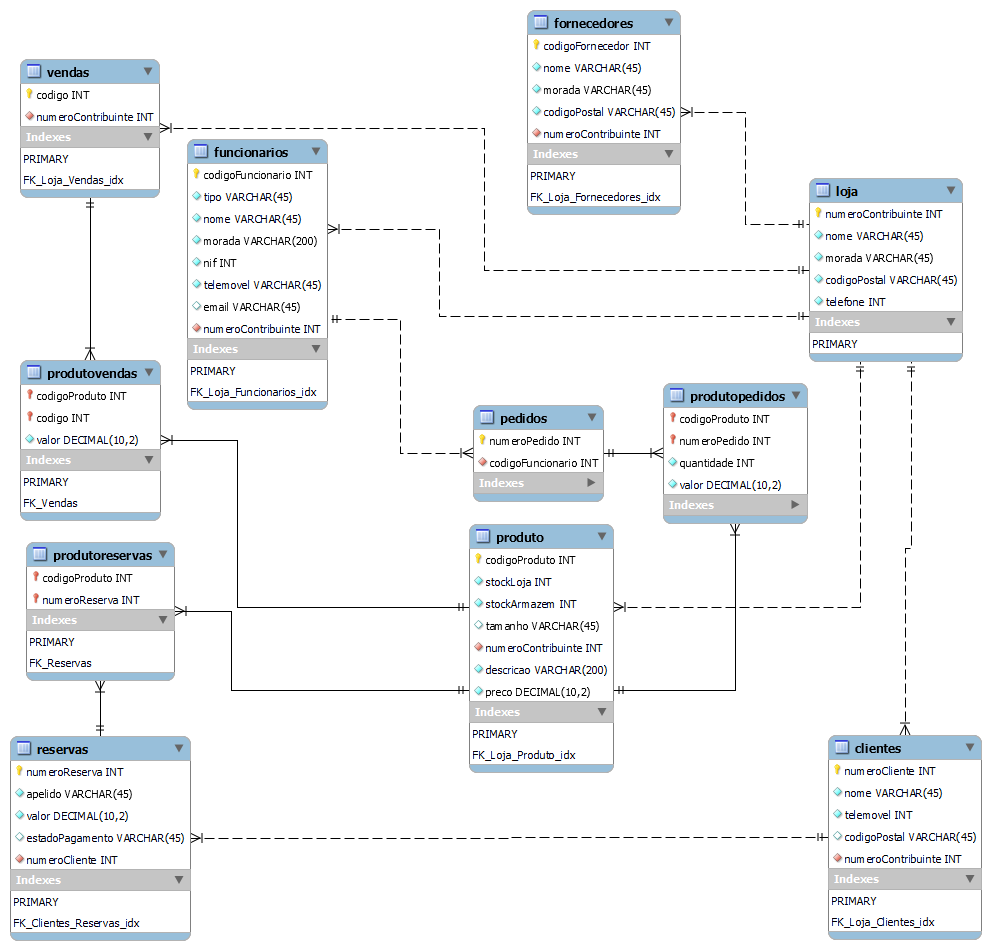 fornecedores
codigoFornecedor INT
nome VARCHAR(45)
morada VARCHAR(45)
codigoPostal VARCHAR(45)
numeroContribuinte INT
Indexes
PRIMARY
FK_Loja_Fornecedores_idx
vendas
codigo INT
numeroContribuinte INT
Indexes
PRIMARY
FK_Loja_Vendas_idx
funcionarios
codigoFuncionario INT
tipo VARCHAR(45)
nome VARCHAR(45)
morada VARCHAR(200)
nif INT
telemovel VARCHAR(45)
email VARCHAR(45)
numeroContribuinte INT
Indexes
PRIMARY
FK_Loja_Funcionarios_idx
loja
numeroContribuinte INT
nome VARCHAR(45)
morada VARCHAR(45)
codigoPostal VARCHAR(45)
telefone INT
Indexes
PRIMARY
produtovendas
codigoProduto INT
codigo INT
valor DECIMAL(10,2)
Indexes
PRIMARY
FK_Vendas
pedidos
numeroPedido INT
codigoFuncionario INT
Indexes
produtopedidos
codigoProduto INT
numeroPedido INT
quantidade INT
valor DECIMAL(10,2)
Indexes
produto
codigoProduto INT
stockLoja INT
stockArmazem INT
tamanho VARCHAR(45)
numeroContribuinte INT
descricao VARCHAR(200)
preco DECIMAL(10,2)
Indexes
PRIMARY
FK_Loja_Produto_idx
produtoreservas
codigoProduto INT
numeroReserva INT
Indexes
PRIMARY
FK_Reservas
reservas
numeroReserva INT
apelido VARCHAR(45)
valor DECIMAL(10,2)
estadoPagamento VARCHAR(45)
numeroCliente INT
Indexes
PRIMARY
FK_Clientes_Reservas_idx
clientes
numeroCliente INT
nome VARCHAR(45)
telemovel INT
codigoPostal VARCHAR(45)
numeroContribuinte INT
Indexes
PRIMARY
FK_Loja_Clientes_idx